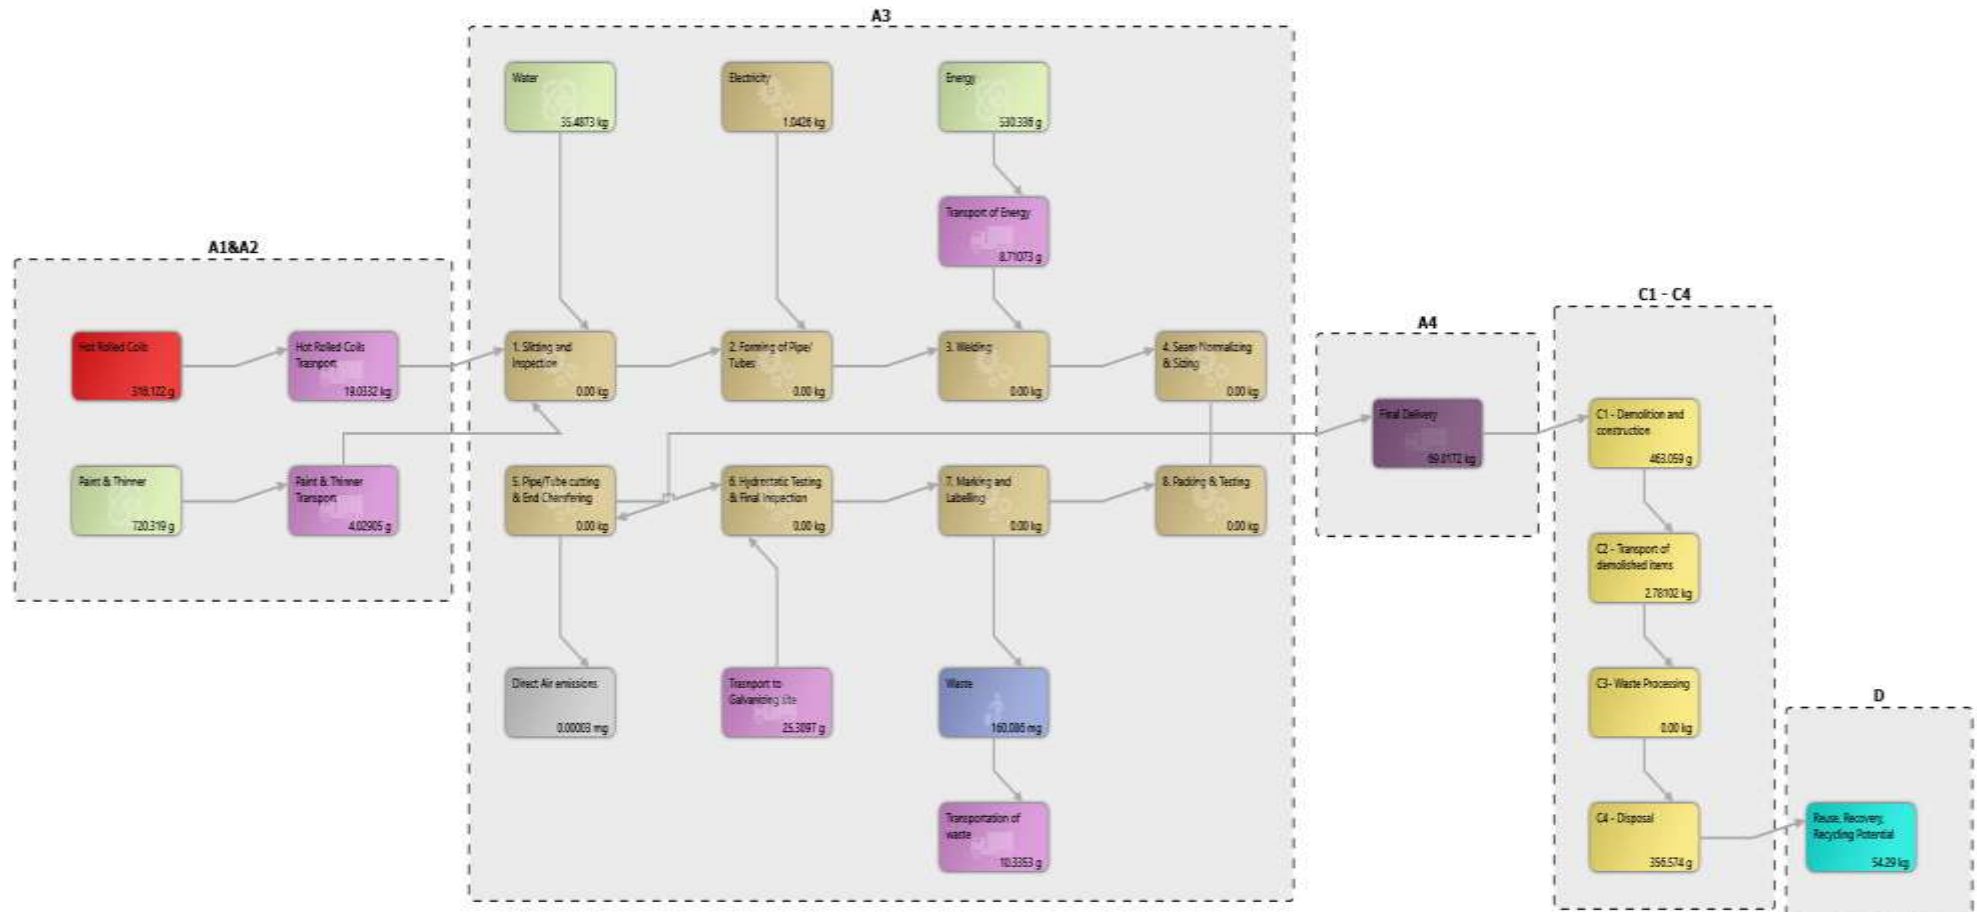 A3
Water
35.4873 kg
Electricity
1.0426 kg
Energy
530.336 g
Transport of Energy
8.71073 g
A1&A2
Hot Rolled Coils
318.122 g
Hot Rolled Coils
Transport
19.0332 kg
Paint & Thinner
720.319 g
Paint & Thinner
Transport
4.02905 g
1. Slitting and
Inspection
0.00 kg
2. Forming of Pipe/
Tubes
0.00 kg
3. Welding
0.00 kg
4. Seam Normalizing
& Sizing
0.00 kg
5. Pipe/Tube cutting
& End Chamfering
0.00 kg
6. Hydrostatic Testing
& Final Inspection
0.00 kg
7. Marking and
Labelling
0.00 kg
8. Packing & Testing
0.00 kg
Direct Air emissions
0.00003 mg
Transport to
Galvanizing site
25.3097 g
Waste
160.086 mg
Transportation of
waste
10.3353 g
A4
Final Delivery
69.0172 kg
C1 - C4
C1 - Demolition and
construction
463.059 g
C2 - Transport of
demolished items
2.78102 kg
C3- Waste Processing
0.00 kg
C4 - Disposal
356.574 g
D
Reuse, Recovery,
Recycling Potential
54.29 kg